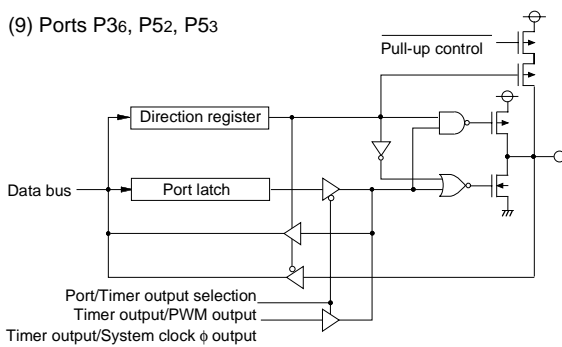 (9) Ports P36, P52, P53
Pull-up control
Direction register
Data bus
Port latch
Port/Timer output selection
Timer output/PWM output
Timer output/System clock ϕ output